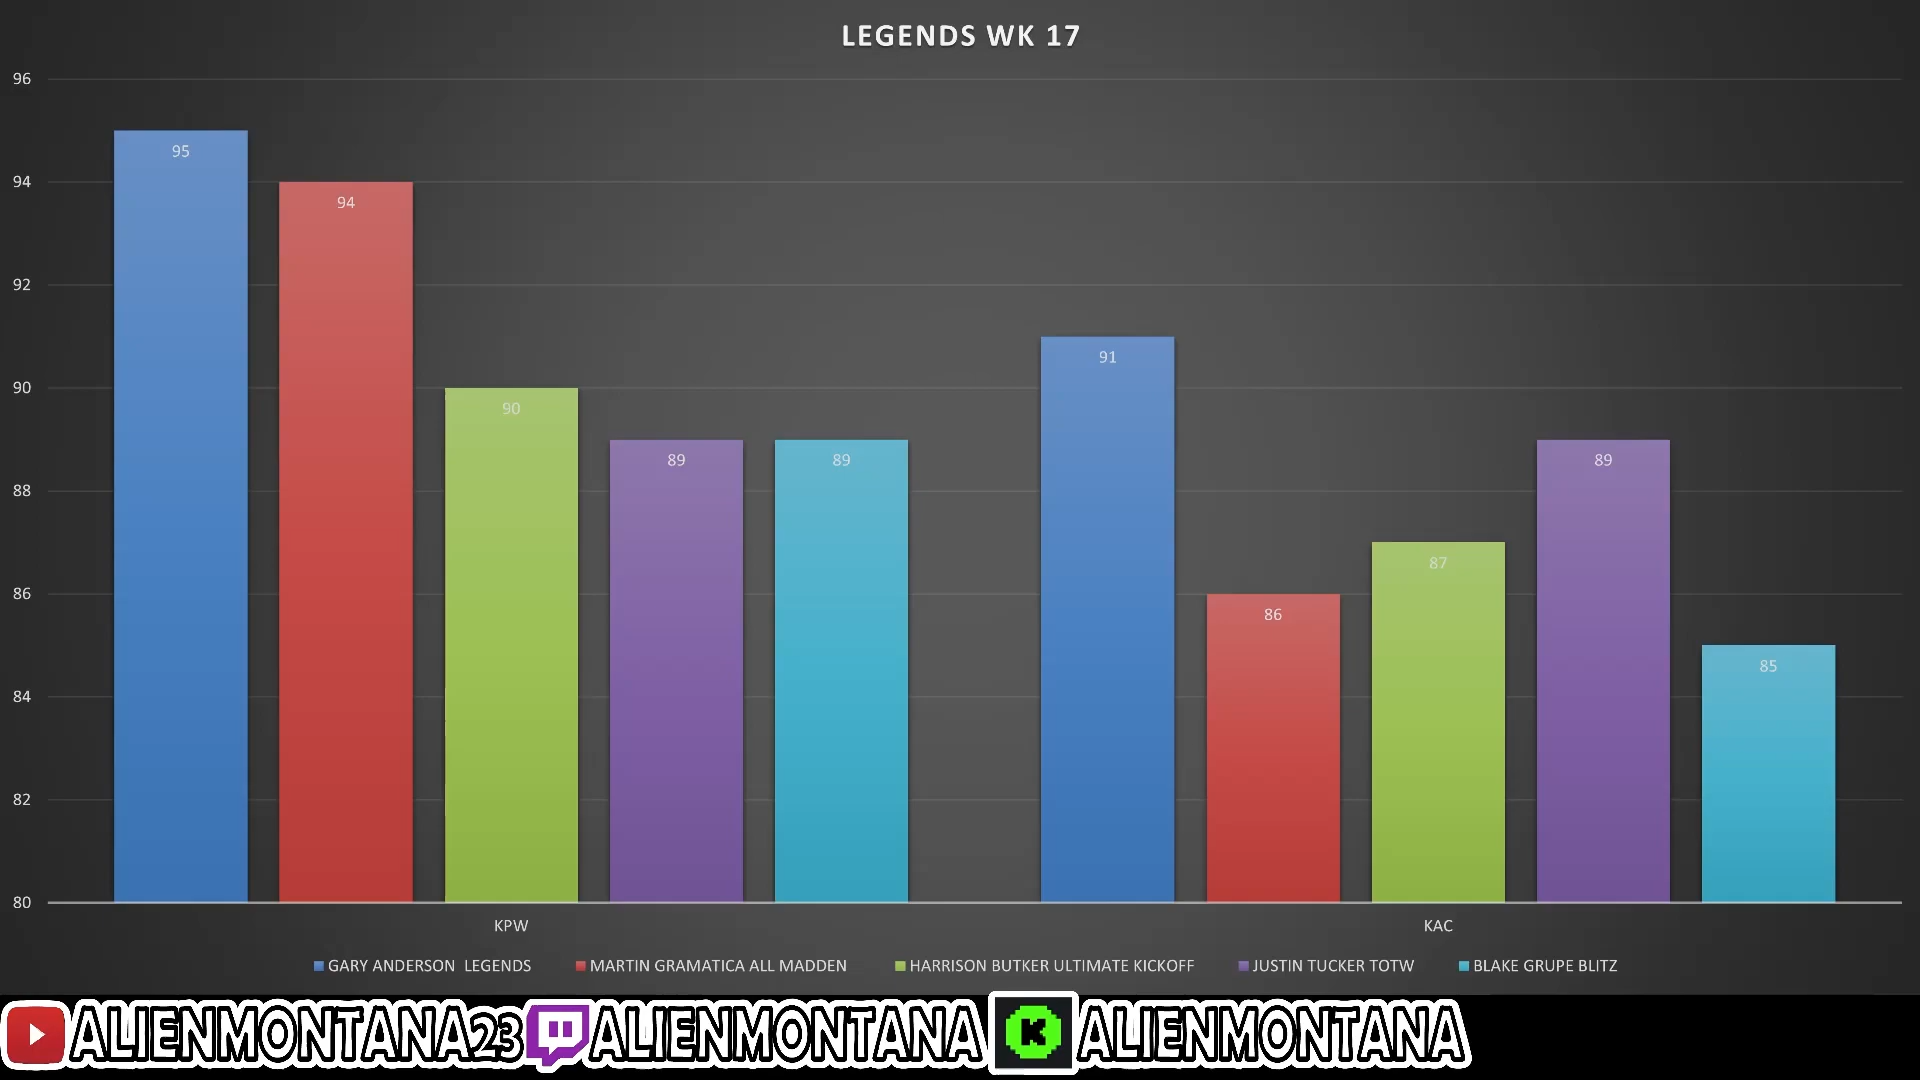 LEGENDS WK 17
96
94
92
90
88
86
84
82
80
95
94
90
89
89
91
86
87
89
85
KPW
KAC
GARY ANDERSON LEGENDS
MARTIN GRAMATICA ALL MADDEN
HARRISON BUTKER ULTIMATE KICKOFF
JUSTIN TUCKER TOTW
BLAKE GRUPE BLITZ
ALIENMONTANA23 ALIENMONTANA K ALIENMONTANA